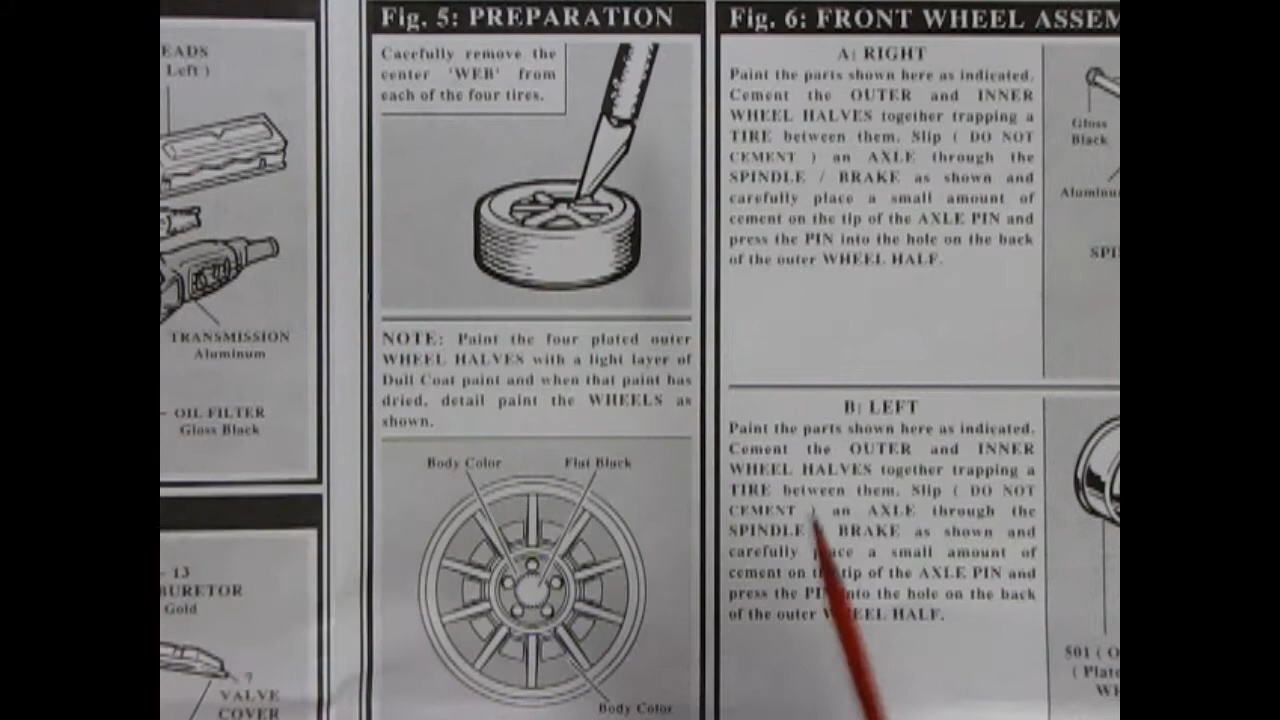 EADS
Left )
TRANSMISSION
Aluminum
OIL FILTER
Gloss Black
- 13
BURETOR
Gold
7
VALVE
COVER
Fig. 5: PREPARATION
Cacefully remove the
center 'WEB' from
each of the four tires.
NOTE: Paint the four plated outer
WHEEL HALVES with a light layer of
Dull Coat paint and when that paint has
dried, detail paint the WHEELS as
shown.
Body Color
Flat Black
Body Color
Fig. 6: FRONT WHEEL ASSEM
A: RIGHT
Paint the parts shown here as indicated.
Cement the OUTER and INNER
WHEEL HALVES together trapping a
TIRE between them. Slip ( DO NOT
CEMENT ) an AXLE through the
SPINDLE / BRAKE as shown and
carefully place a small amount of
cement on the tip of the AXLE PIN and
press the PIN into the hole on the back
of the outer WHEEL HALF.
Gloss
Black
Aluminu
SPI
B: LEFT
Paint the parts shown here as indicated.
Cement the OUTER and INNER
WHEEL HALVES together trapping a
TIRE between them. Slip ( DO NOT
CEMENT ) an AXLE through the
SPINDLE BRAKE as shown and
carefully place a small amount of
cement on the tip of the AXLE PIN and
press the PIN into the hole on the back
of the outer WHEEL HALF.
501 ( O
( Plate
WH